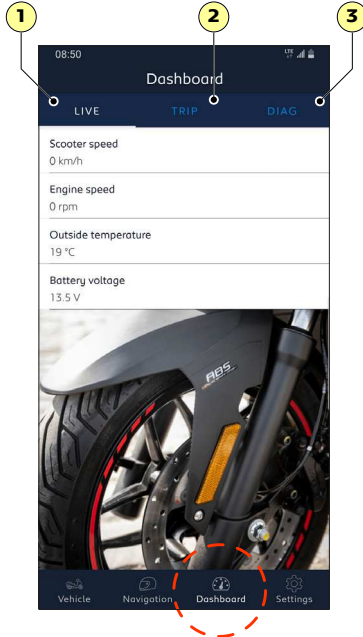 1 2 3
08:50 LTE
Dashboard
LIVE TRIP DIAG
Scooter speed
0 km/h
Engine speed
0 rpm
Outside temperature
19 °C
Battery voltage
13.5 V
ABS
Vehicle Navigation Dashboard Settings